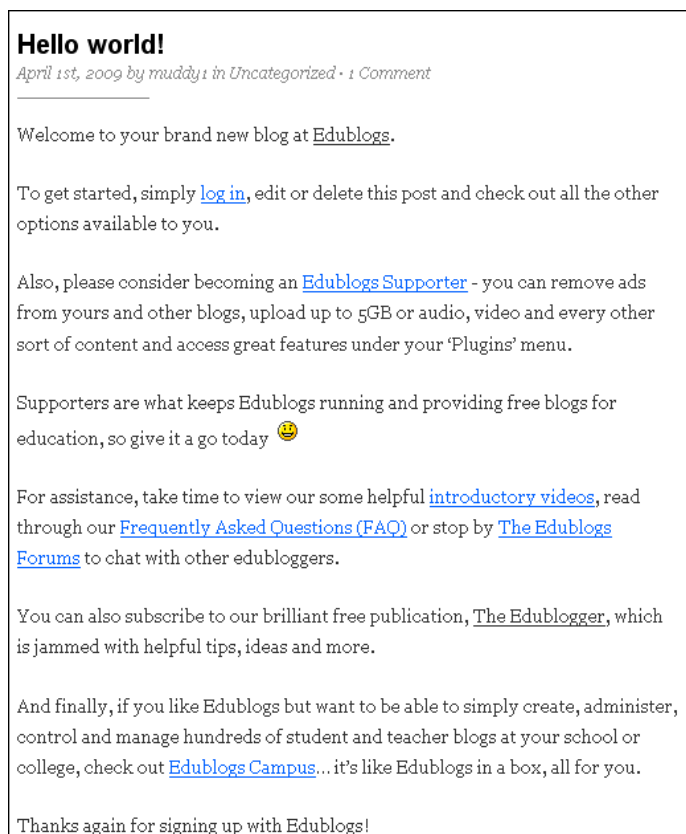 Hello world!
April 1st, 2009 by muddy1 in Uncategorized · 1 Comment
Welcome to your brand new blog at Edublogs.
To get started, simply log in, edit or delete this post and check out all the other
options available to you.
Also, please consider becoming an Edublogs Supporter - you can remove ads
from yours and other blogs, upload up to 5GB or audio, video and every other
sort of content and access great features under your ‘Plugins’ menu.
Supporters are what keeps Edublogs running and providing free blogs for
education, so give it a go today
For assistance, take time to view our some helpful introductory videos, read
through our Frequently Asked Questions (FAQ) or stop by The Edublogs
Forums to chat with other edubloggers.
You can also subscribe to our brilliant free publication, The Edublogger, which
is jammed with helpful tips, ideas and more.
And finally, if you like Edublogs but want to be able to simply create, administer,
control and manage hundreds of student and teacher blogs at your school or
college, check out Edublogs Campus... it’s like Edublogs in a box, all for you.
Thanks again for signing up with Edublogs!